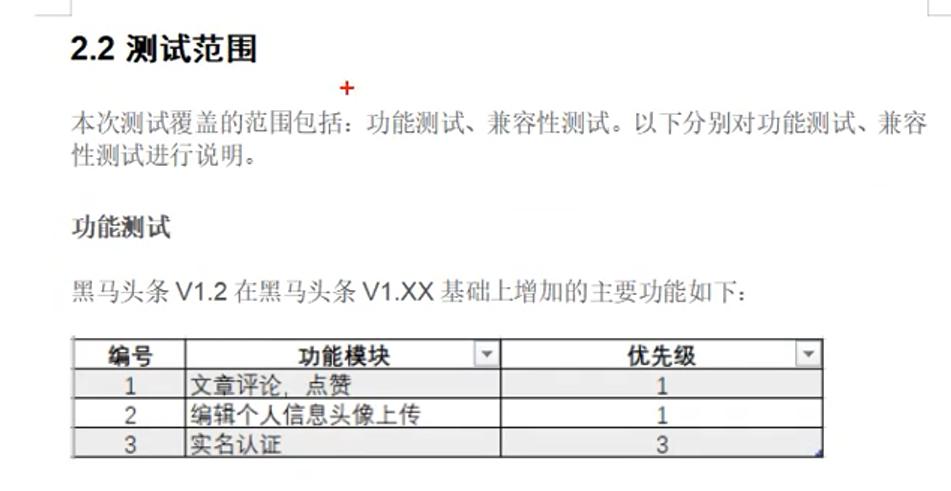 2.2 测试范围
本次测试覆盖的范围包括：功能测试、兼容性测试。以下分别对功能测试、兼容
性测试进行说明。
功能测试
黑马头条 V1.2 在黑马头条 V1.XX 基础上增加的主要功能如下：
编号 功能模块 优先级
1 文章评论，点赞 1
2 编辑个人信息头像上传 1
3 实名认证 3